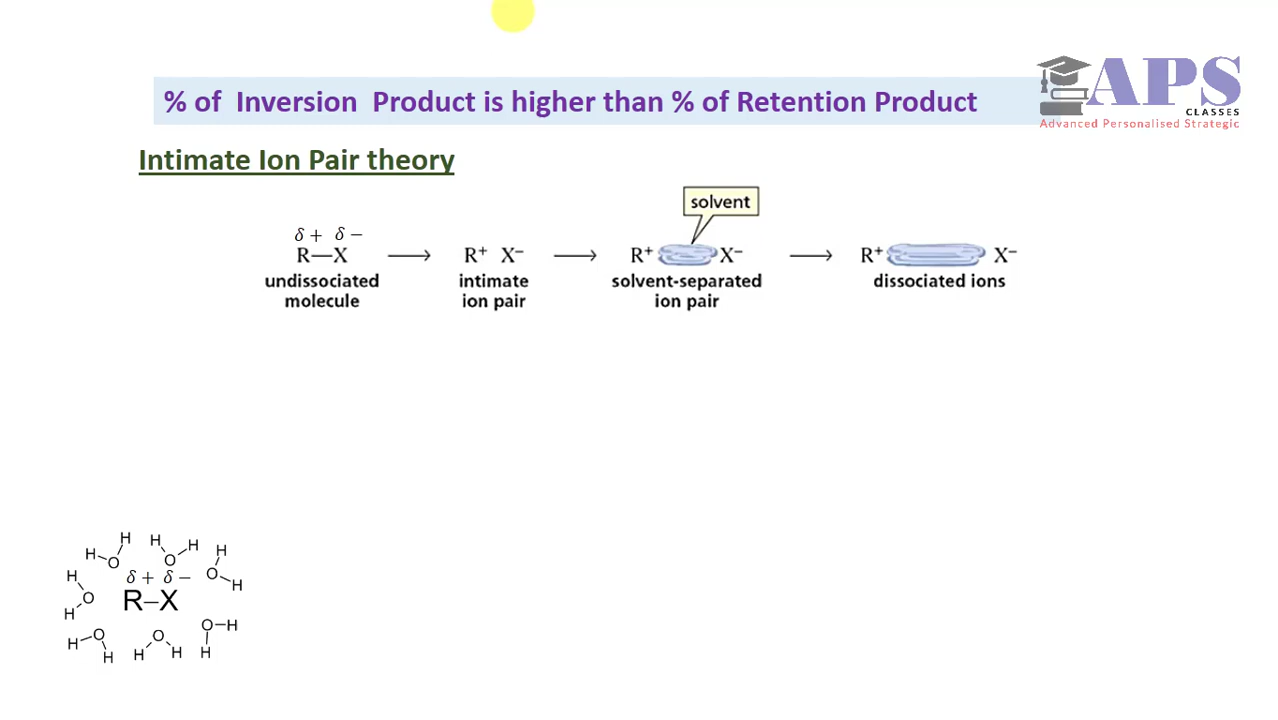 % of Inversion Product is higher than % of Retention Product
APS
CLASSES
Advanced Personalised Strategic
Intimate Ion Pair theory
solvent
δ + δ −
R—X ⟶ R⁺ X⁻ ⟶ R⁺ X⁻ ⟶ R⁺ X⁻
undissociated molecule
intimate ion pair
solvent-separated ion pair
dissociated ions
H H H H H
H O O O H
H δ + δ −
O R–X
H
H O O O H
H H H H